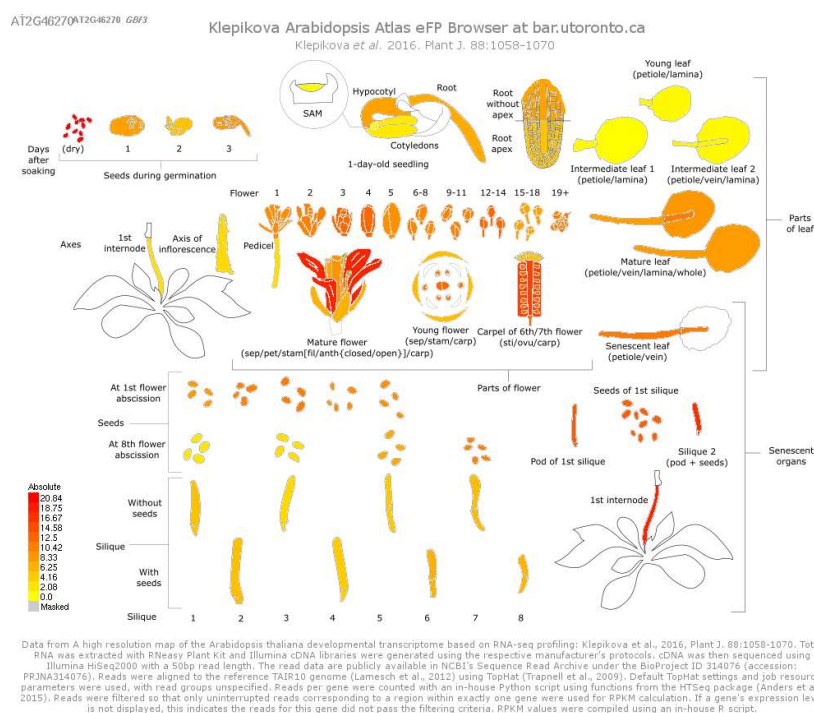 AT2G46270 AT2G46270 GBF3
Klepikova Arabidopsis Atlas eFP Browser at bar.utoronto.ca
Klepikova et al. 2016. Plant J. 88:1058-1070
Young leaf
(petiole/lamina)
Hypocotyl
Root
SAM
Cotyledons
1-day-old seedling
Root
without
apex
Root
apex
Intermediate leaf 1
(petiole/lamina)
Intermediate leaf 2
(petiole/vein/lamina)
Parts
of leaf
Days
after
soaking
(dry) 1 2 3
Seeds during germination
Flower 1 2 3 4 5 6-8 9-11 12-14 15-18 19+
Axes
1st
internode
Axis of
inflorescence
Pedicel
Mature leaf
(petiole/vein/lamina/whole)
Mature flower
(sep/pet/stam[fil/anth{closed/open}]/carp)
Young flower
(sep/stam/carp)
Carpel of 6th/7th flower
(sti/ovu/carp)
Senescent leaf
(petiole/vein)
Parts of flower
At 1st flower
abscission
Seeds
At 8th flower
abscission
Seeds of 1st silique
Pod of 1st silique
Silique 2
(pod + seeds)
Senescent
organs
1st internode
Without
seeds
Silique
With
seeds
Silique 1 2 3 4 5 6 7 8
Absolute
20.84
18.75
16.67
14.58
12.5
10.42
8.33
6.25
4.16
2.08
0.0
Masked
Data from A high resolution map of the Arabidopsis thaliana developmental transcriptome based on RNA-seq profiling: Klepikova et al., 2016, Plant J. 88:1058-1070. Tot
RNA was extracted with RNeasy Plant Kit and Illumina cDNA libraries were generated using the respective manufacturer's protocols. cDNA was then sequenced using
Illumina HiSeq2000 with a 50bp read length. The read data are publicly available in NCBI's Sequence Read Archive under the BioProject ID 314076 (accession:
PRJNA314076). Reads were aligned to the reference TAIR10 genome (Lamesch et al., 2012) using TopHat (Trapnell et al., 2009). Default TopHat settings and job resourc
parameters were used, with read groups unspecified. Reads per gene were counted with an in-house Python script using functions from the HTSeq package (Anders et a
2015). Reads were filtered so that only uninterrupted reads corresponding to a region within exactly one gene were used for RPKM calculation. If a gene's expression leve
is not displayed, this indicates the reads for this gene did not pass the filtering criteria. RPKM values were compiled using an in-house R script.